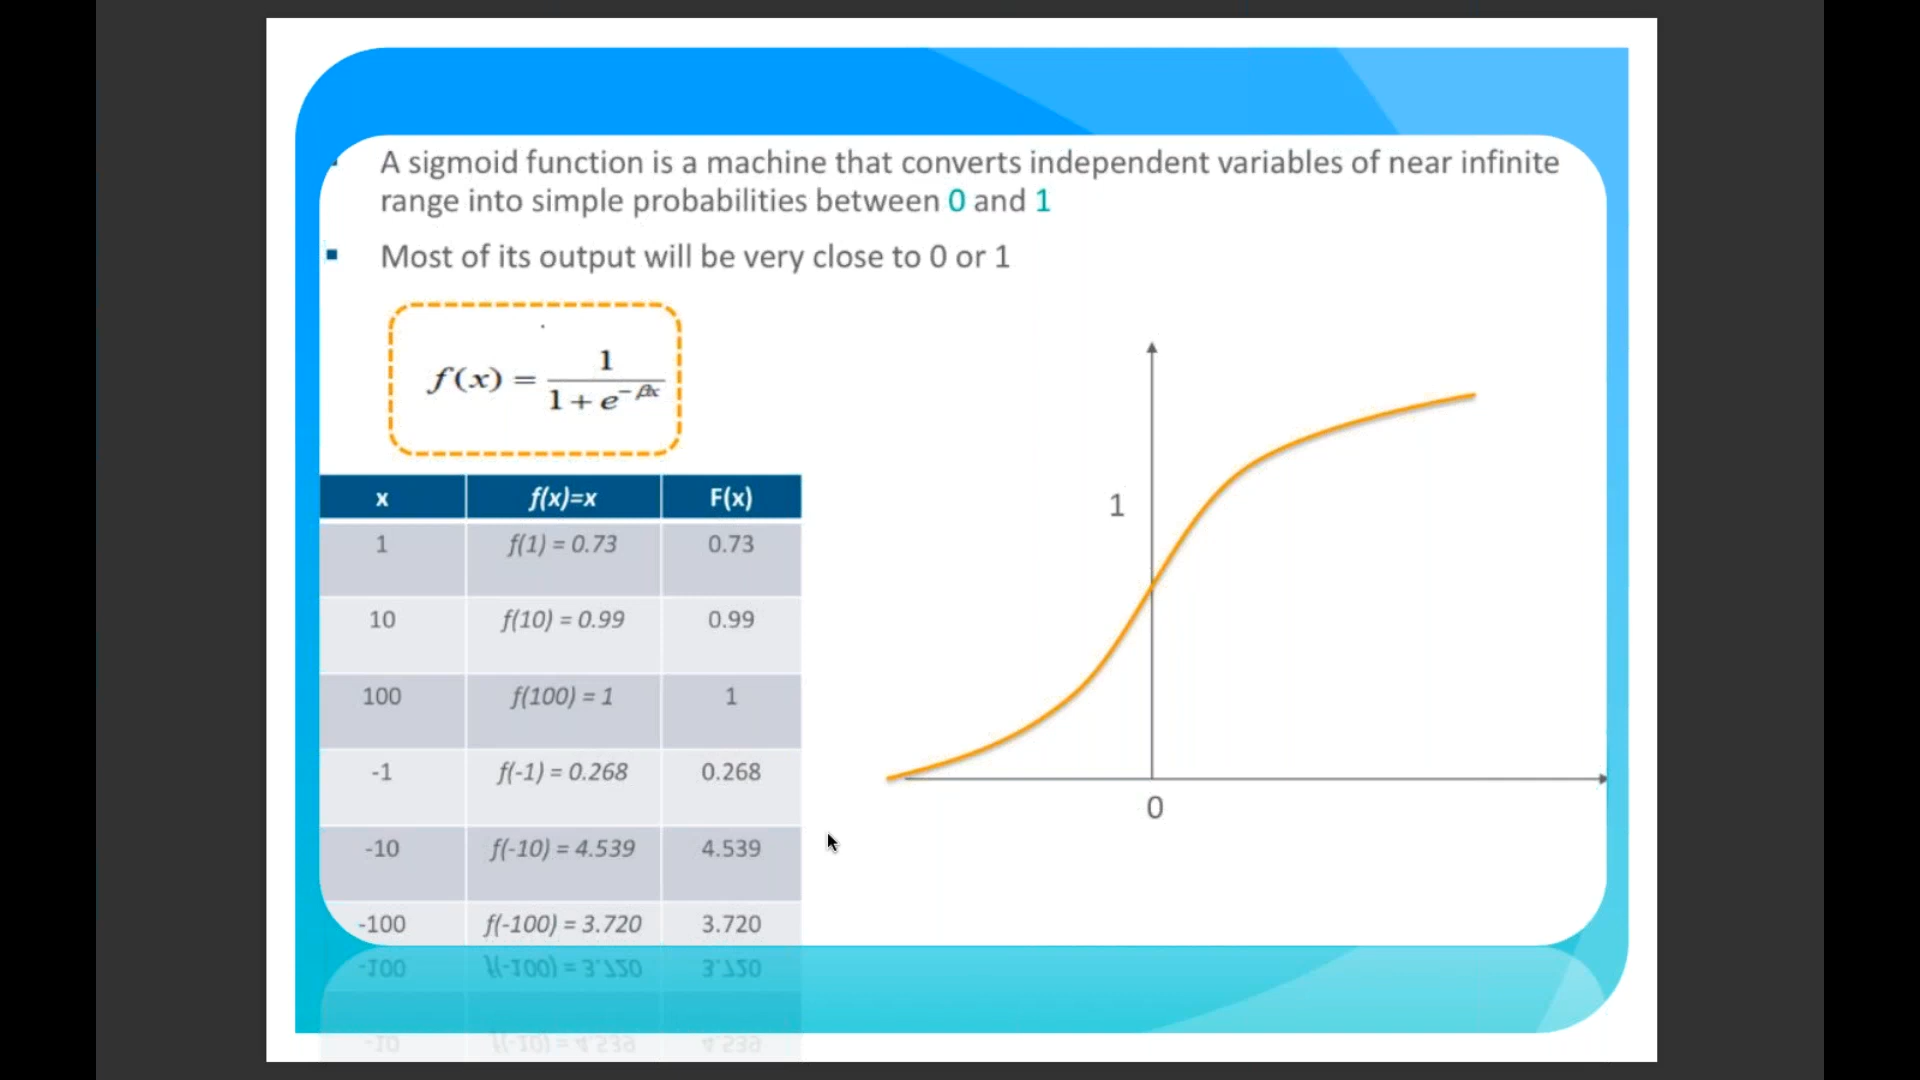 A sigmoid function is a machine that converts independent variables of near infinite
range into simple probabilities between 0 and 1
▪ Most of its output will be very close to 0 or 1
f(x) = 1 / (1 + e^{-βx})
x f(x)=x F(x)
1 f(1) = 0.73 0.73
10 f(10) = 0.99 0.99
100 f(100) = 1 1
-1 f(-1) = 0.268 0.268
-10 f(-10) = 4.539 4.539
-100 f(-100) = 3.720 3.720
1
0